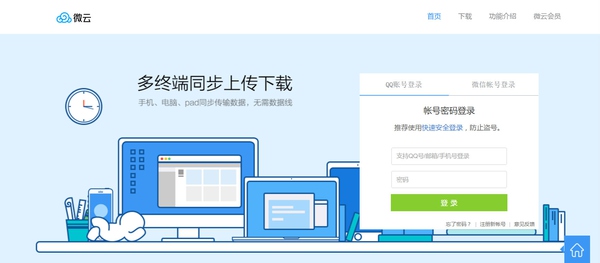 微云
首页 下载 功能介绍 微云会员
多终端同步上传下载
手机、电脑、pad同步传输数据，无需数据线
QQ帐号登录 微信帐号登录
帐号密码登录
推荐使用快速安全登录，防止盗号。
支持QQ号/邮箱/手机号登录
密码
登 录
忘了密码？ | 注册新帐号 | 意见反馈